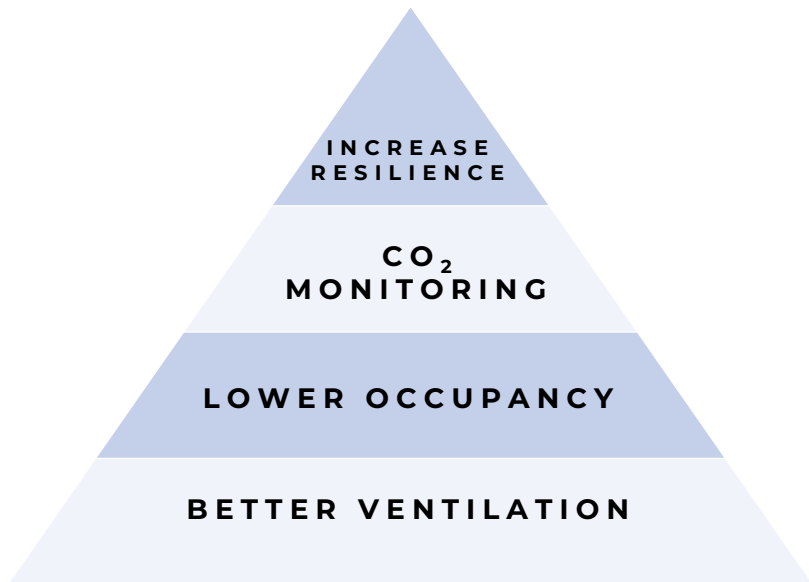 INCREASE
RESILIENCE
CO₂
MONITORING
LOWER OCCUPANCY
BETTER VENTILATION